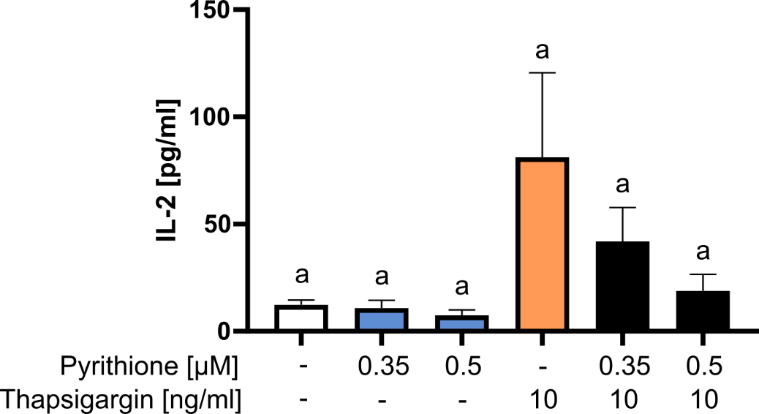 150
100
50
0
IL-2 [pg/ml]
a a a a a a
Pyrithione [µM] - 0.35 0.5 - 0.35 0.5
Thapsigargin [ng/ml] - - - 10 10 10